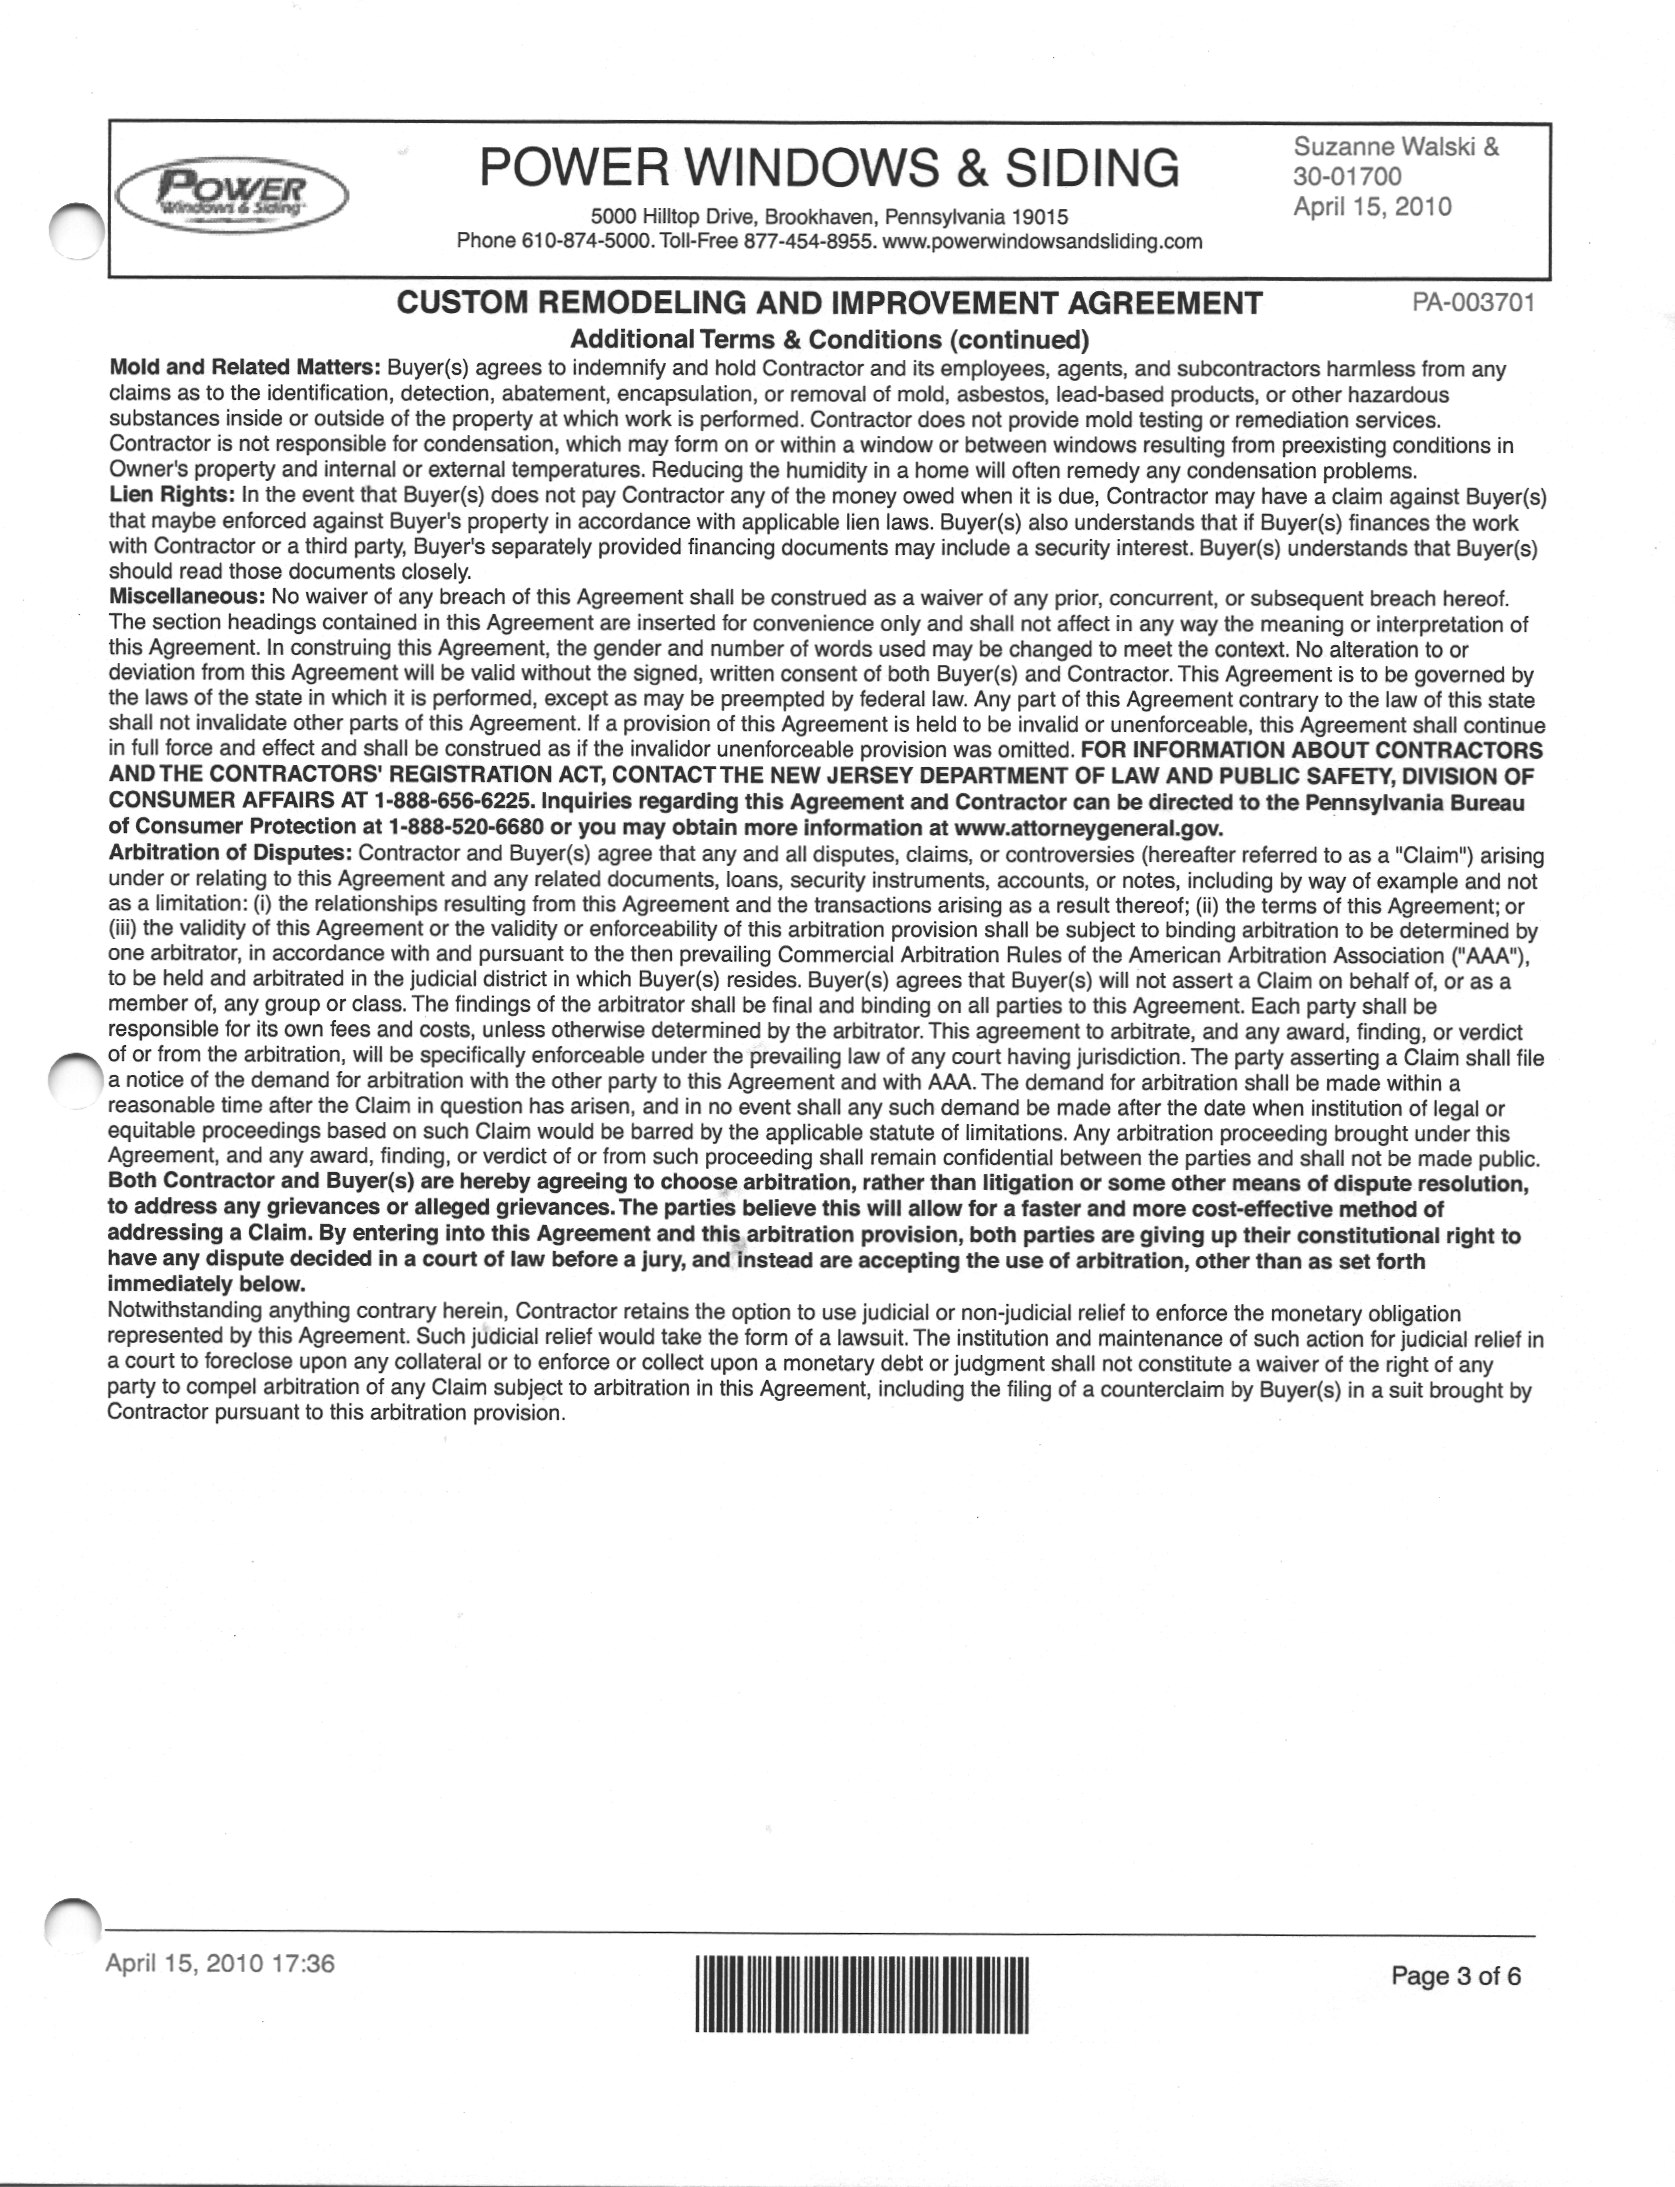 POWER
Windows & Siding
POWER WINDOWS & SIDING
5000 Hilltop Drive, Brookhaven, Pennsylvania 19015
Phone 610-874-5000. Toll-Free 877-454-8955. www.powerwindowsandsliding.com
Suzanne Walski &
30-01700
April 15, 2010
CUSTOM REMODELING AND IMPROVEMENT AGREEMENT
PA-003701
Additional Terms & Conditions (continued)
Mold and Related Matters: Buyer(s) agrees to indemnify and hold Contractor and its employees, agents, and subcontractors harmless from any
claims as to the identification, detection, abatement, encapsulation, or removal of mold, asbestos, lead-based products, or other hazardous
substances inside or outside of the property at which work is performed. Contractor does not provide mold testing or remediation services.
Contractor is not responsible for condensation, which may form on or within a window or between windows resulting from preexisting conditions in
Owner's property and internal or external temperatures. Reducing the humidity in a home will often remedy any condensation problems.
Lien Rights: In the event that Buyer(s) does not pay Contractor any of the money owed when it is due, Contractor may have a claim against Buyer(s)
that maybe enforced against Buyer's property in accordance with applicable lien laws. Buyer(s) also understands that if Buyer(s) finances the work
with Contractor or a third party, Buyer's separately provided financing documents may include a security interest. Buyer(s) understands that Buyer(s)
should read those documents closely.
Miscellaneous: No waiver of any breach of this Agreement shall be construed as a waiver of any prior, concurrent, or subsequent breach hereof.
The section headings contained in this Agreement are inserted for convenience only and shall not affect in any way the meaning or interpretation of
this Agreement. In construing this Agreement, the gender and number of words used may be changed to meet the context. No alteration to or
deviation from this Agreement will be valid without the signed, written consent of both Buyer(s) and Contractor. This Agreement is to be governed by
the laws of the state in which it is performed, except as may be preempted by federal law. Any part of this Agreement contrary to the law of this state
shall not invalidate other parts of this Agreement. If a provision of this Agreement is held to be invalid or unenforceable, this Agreement shall continue
in full force and effect and shall be construed as if the invalidor unenforceable provision was omitted. FOR INFORMATION ABOUT CONTRACTORS
AND THE CONTRACTORS' REGISTRATION ACT, CONTACT THE NEW JERSEY DEPARTMENT OF LAW AND PUBLIC SAFETY, DIVISION OF
CONSUMER AFFAIRS AT 1-888-656-6225. Inquiries regarding this Agreement and Contractor can be directed to the Pennsylvania Bureau
of Consumer Protection at 1-888-520-6680 or you may obtain more information at www.attorneygeneral.gov.
Arbitration of Disputes: Contractor and Buyer(s) agree that any and all disputes, claims, or controversies (hereafter referred to as a "Claim") arising
under or relating to this Agreement and any related documents, loans, security instruments, accounts, or notes, including by way of example and not
as a limitation: (i) the relationships resulting from this Agreement and the transactions arising as a result thereof; (ii) the terms of this Agreement; or
(iii) the validity of this Agreement or the validity or enforceability of this arbitration provision shall be subject to binding arbitration to be determined by
one arbitrator, in accordance with and pursuant to the then prevailing Commercial Arbitration Rules of the American Arbitration Association ("AAA"),
to be held and arbitrated in the judicial district in which Buyer(s) resides. Buyer(s) agrees that Buyer(s) will not assert a Claim on behalf of, or as a
member of, any group or class. The findings of the arbitrator shall be final and binding on all parties to this Agreement. Each party shall be
responsible for its own fees and costs, unless otherwise determined by the arbitrator. This agreement to arbitrate, and any award, finding, or verdict
of or from the arbitration, will be specifically enforceable under the prevailing law of any court having jurisdiction. The party asserting a Claim shall file
a notice of the demand for arbitration with the other party to this Agreement and with AAA. The demand for arbitration shall be made within a
reasonable time after the Claim in question has arisen, and in no event shall any such demand be made after the date when institution of legal or
equitable proceedings based on such Claim would be barred by the applicable statute of limitations. Any arbitration proceeding brought under this
Agreement, and any award, finding, or verdict of or from such proceeding shall remain confidential between the parties and shall not be made public.
Both Contractor and Buyer(s) are hereby agreeing to choose arbitration, rather than litigation or some other means of dispute resolution,
to address any grievances or alleged grievances. The parties believe this will allow for a faster and more cost-effective method of
addressing a Claim. By entering into this Agreement and this arbitration provision, both parties are giving up their constitutional right to
have any dispute decided in a court of law before a jury, and instead are accepting the use of arbitration, other than as set forth
immediately below.
Notwithstanding anything contrary herein, Contractor retains the option to use judicial or non-judicial relief to enforce the monetary obligation
represented by this Agreement. Such judicial relief would take the form of a lawsuit. The institution and maintenance of such action for judicial relief in
a court to foreclose upon any collateral or to enforce or collect upon a monetary debt or judgment shall not constitute a waiver of the right of any
party to compel arbitration of any Claim subject to arbitration in this Agreement, including the filing of a counterclaim by Buyer(s) in a suit brought by
Contractor pursuant to this arbitration provision.
April 15, 2010 17:36
Page 3 of 6